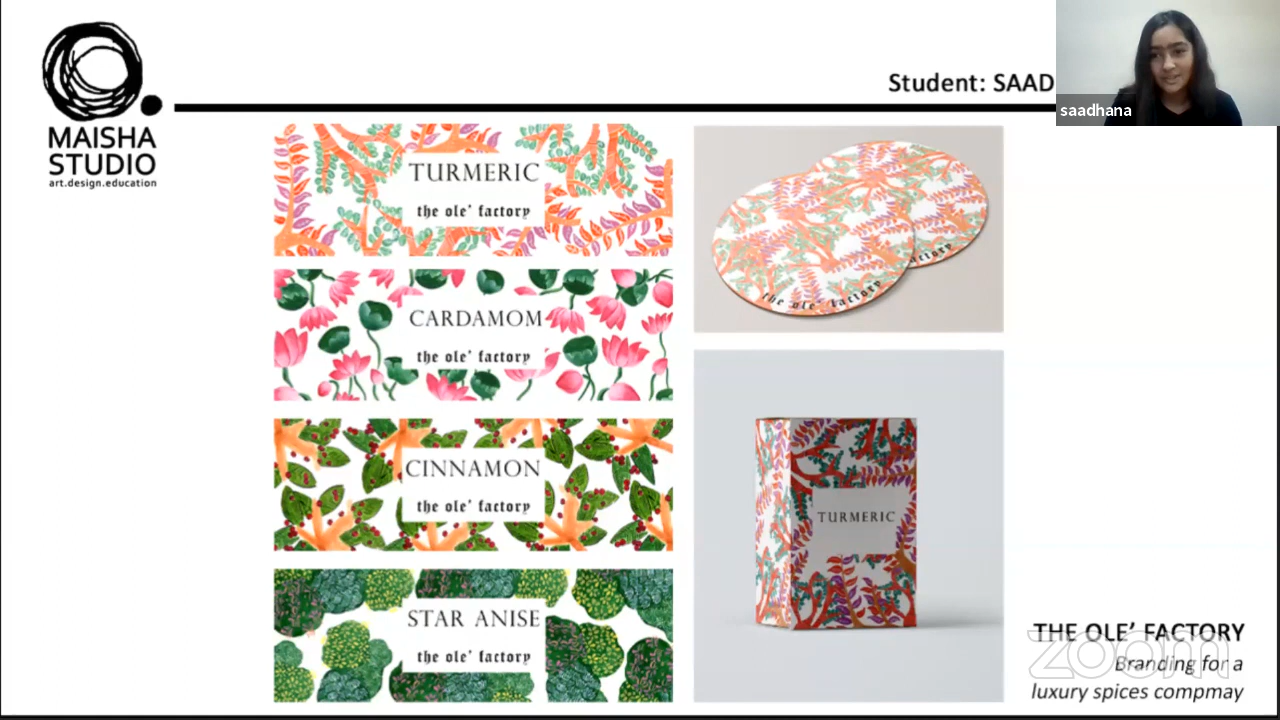 MAISHA
STUDIO
art.design.education
Student: SAAD
saadhana
TURMERIC
the ole' factory
CARDAMOM
the ole' factory
CINNAMON
the ole' factory
STAR ANISE
the ole' factory
the ole' factory
factory
TURMERIC
THE OLE' FACTORY
Branding for a
luxury spices compmay
zoom